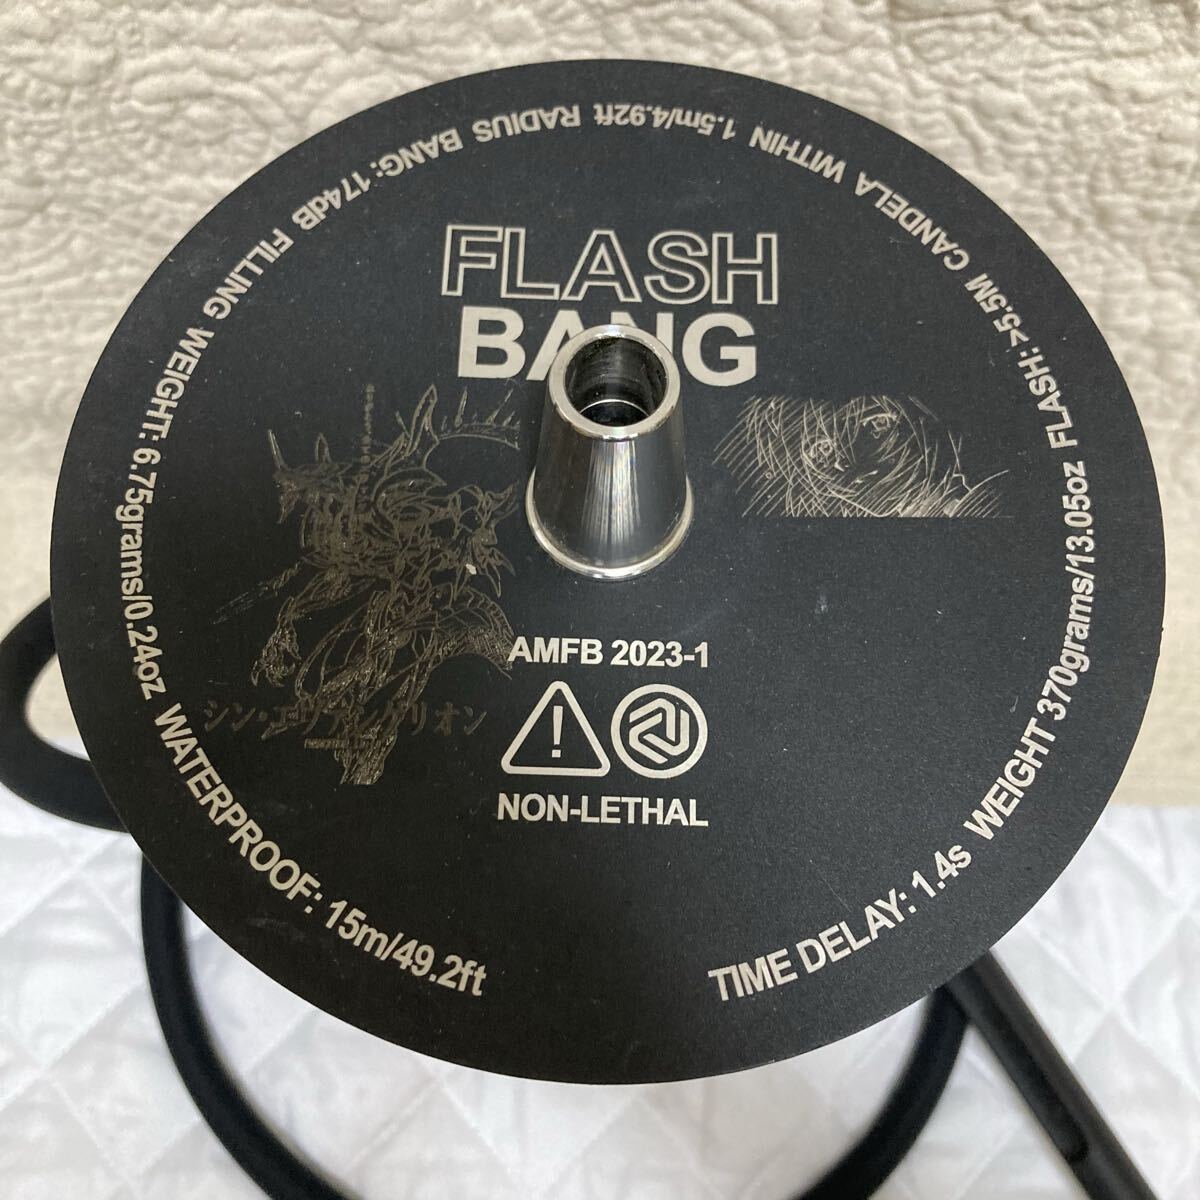 FLASH
BANG
AMFB 2023-1
NON-LETHAL
シン・エヴァンゲリオン
TIME DELAY: 1.4s WEIGHT 370grams/13.05oz FLASH: >5.5M CANDELA WITHIN 1.5m/4.92ft RADIUS BANG: 174dB FILLING WEIGHT: 6.75grams/0.24oz WATERPROOF: 15m/49.2ft